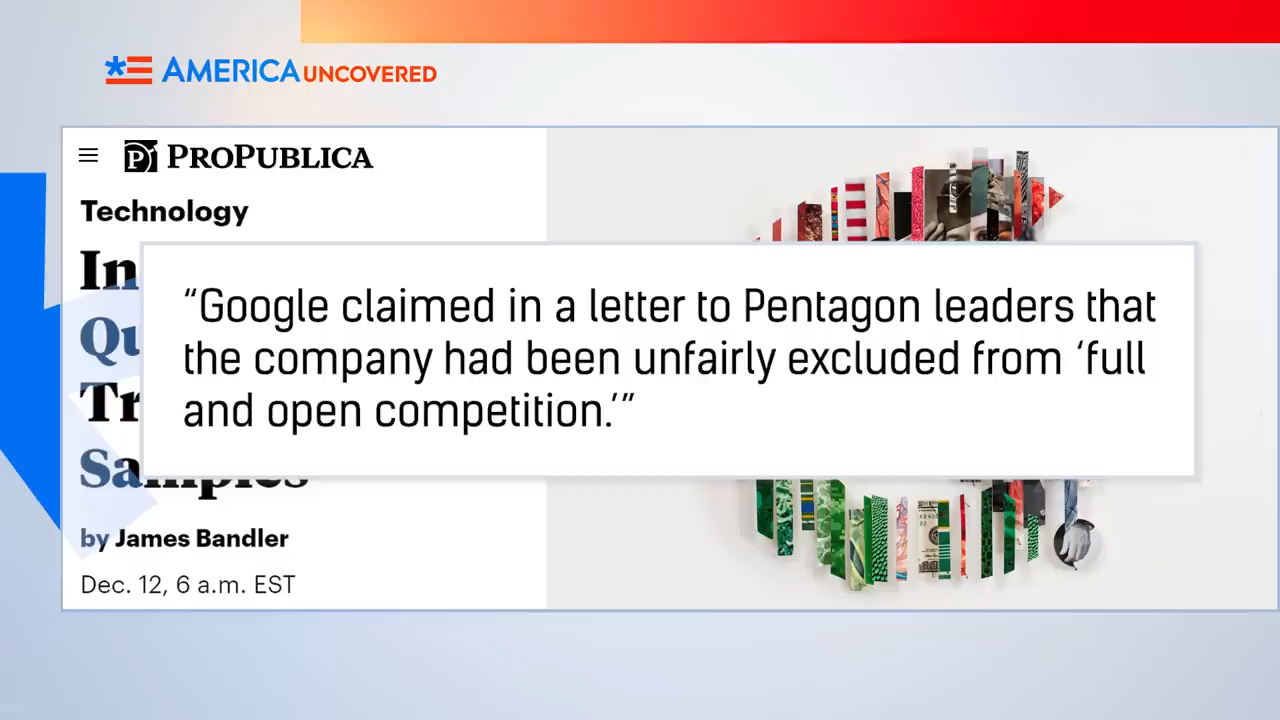 AMERICA UNCOVERED
PROPUBLICA
Technology
In
“Google claimed in a letter to Pentagon leaders that
the company had been unfairly excluded from ‘full
and open competition.’”
by James Bandler
Dec. 12, 6 a.m. EST